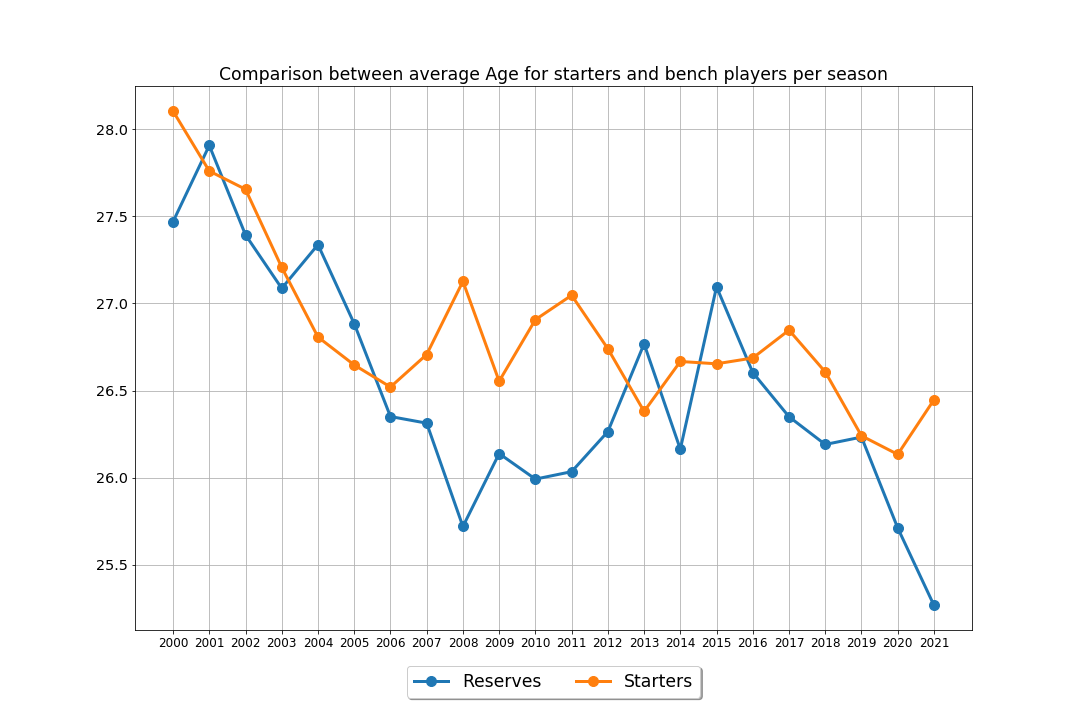 Comparison between average Age for starters and bench players per season
28.0
27.5
27.0
26.5
26.0
25.5
2000 2001 2002 2003 2004 2005 2006 2007 2008 2009 2010 2011 2012 2013 2014 2015 2016 2017 2018 2019 2020 2021
Reserves Starters